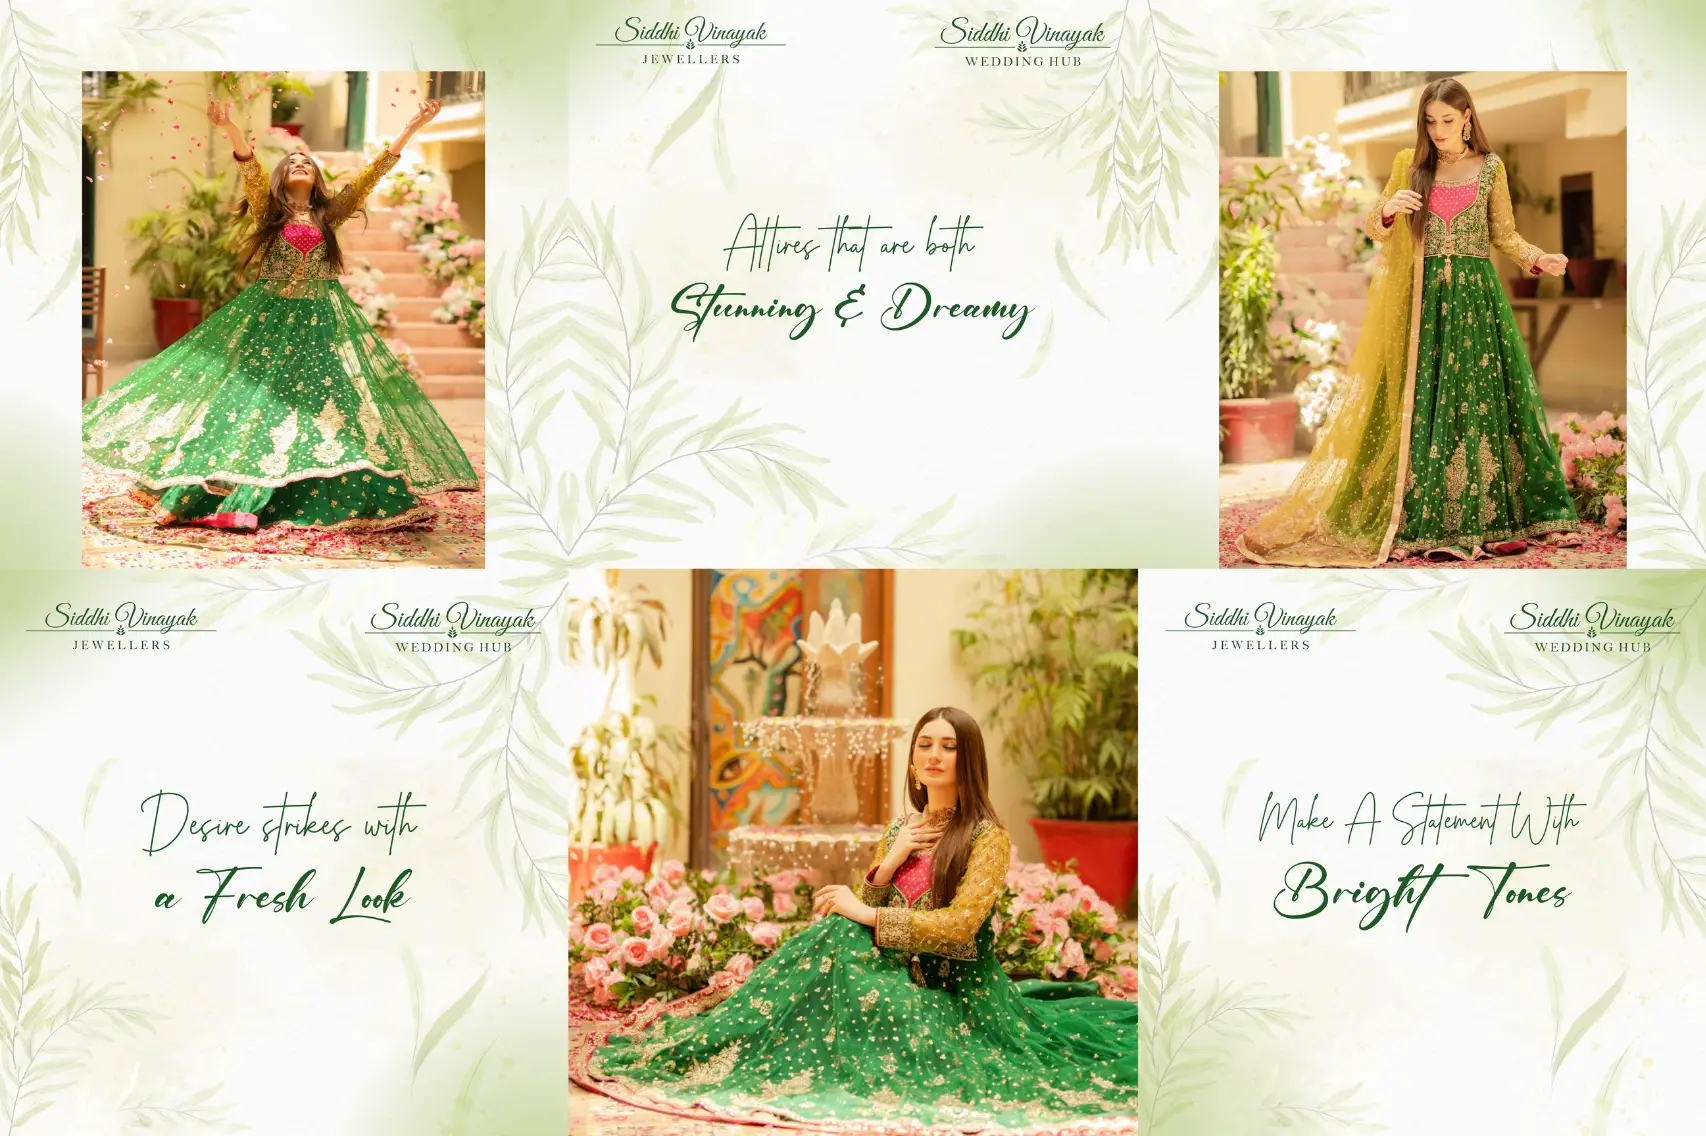 Siddhi Vinayak
JEWELLERS
Siddhi Vinayak
WEDDING HUB
Attires that are both
Stunning & Dreamy
Siddhi Vinayak
JEWELLERS
Siddhi Vinayak
WEDDING HUB
Desire strikes with
a Fresh Look
Siddhi Vinayak
JEWELLERS
Siddhi Vinayak
WEDDING HUB
Make A Statement With
Bright Tones